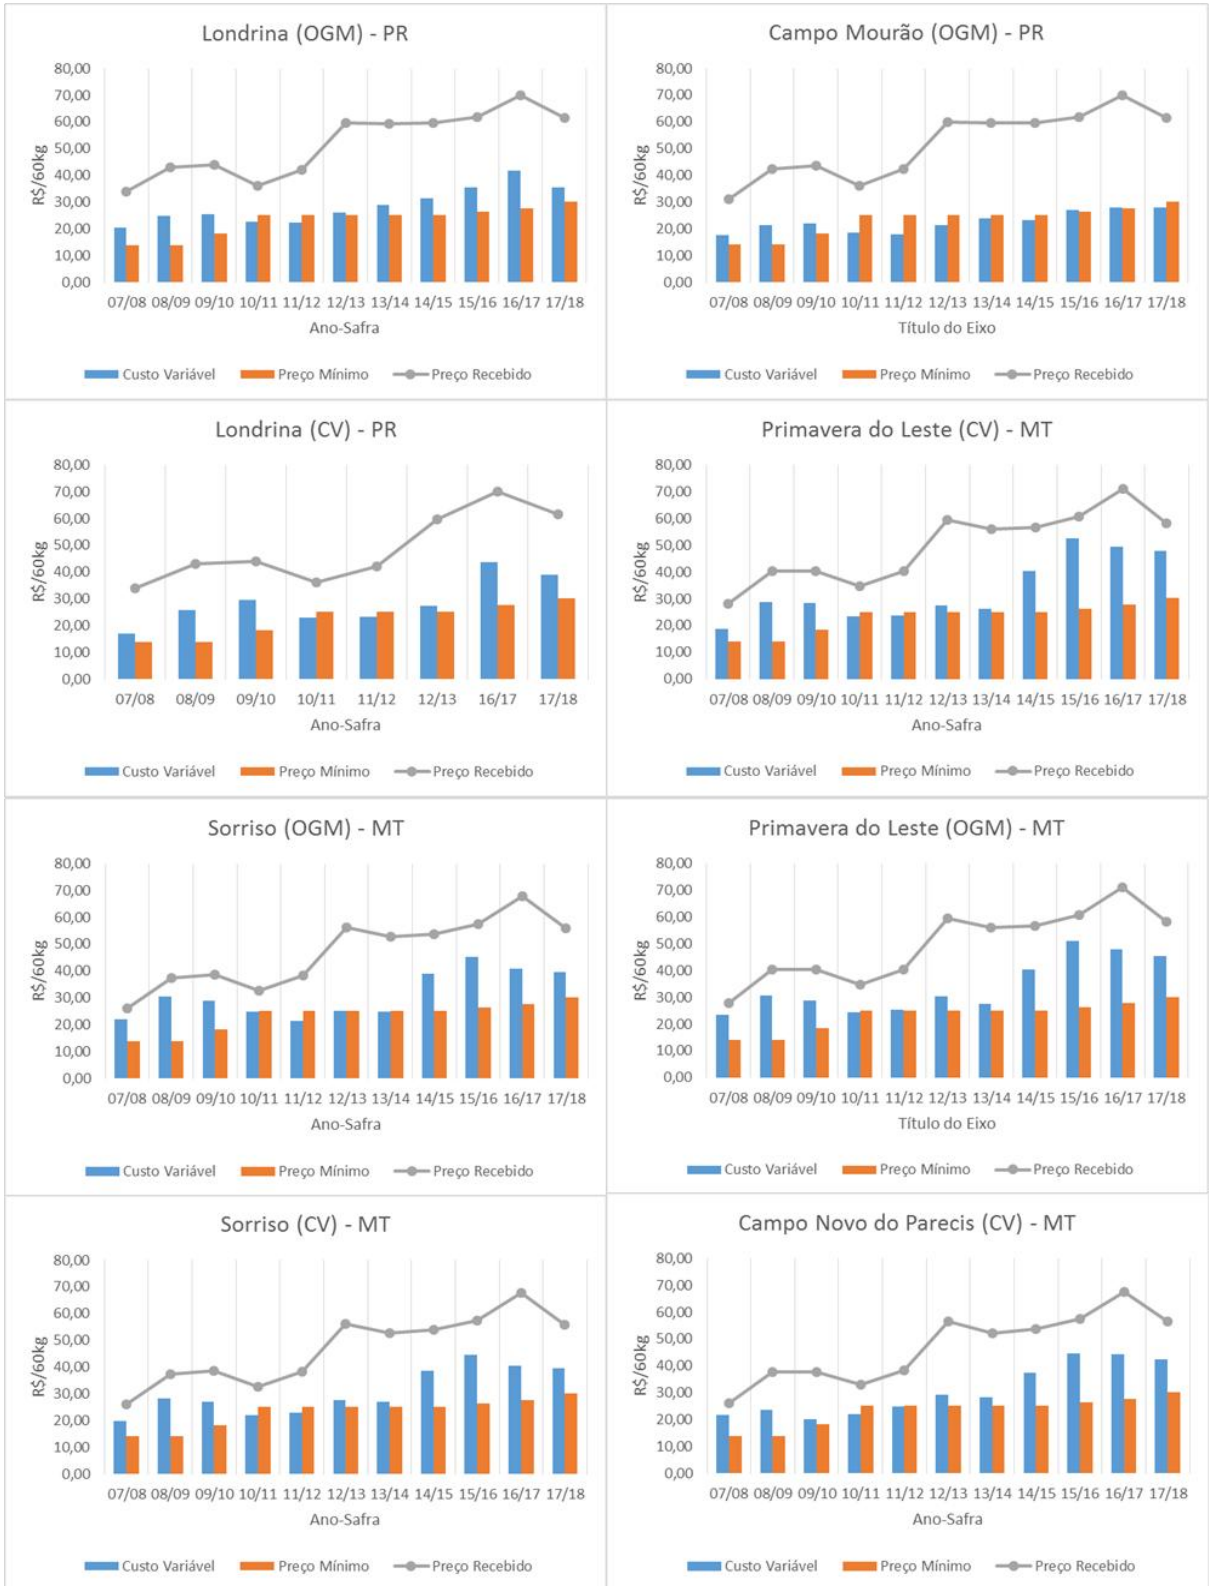 Londrina (OGM) - PR
80,00
70,00
60,00
50,00
40,00
30,00
20,00
10,00
0,00
R$/60kg
07/08 08/09 09/10 10/11 11/12 12/13 13/14 14/15 15/16 16/17 17/18
Ano-Safra
Custo Variável Preço Mínimo Preço Recebido
Campo Mourão (OGM) - PR
80,00
70,00
60,00
50,00
40,00
30,00
20,00
10,00
0,00
R$/60kg
07/08 08/09 09/10 10/11 11/12 12/13 13/14 14/15 15/16 16/17 17/18
Título do Eixo
Custo Variável Preço Mínimo Preço Recebido
Londrina (CV) - PR
80,00
70,00
60,00
50,00
40,00
30,00
20,00
10,00
0,00
R$/60kg
07/08 08/09 09/10 10/11 11/12 12/13 16/17 17/18
Ano-Safra
Custo Variável Preço Mínimo Preço Recebido
Primavera do Leste (CV) - MT
80,00
70,00
60,00
50,00
40,00
30,00
20,00
10,00
0,00
R$/60kg
07/08 08/09 09/10 10/11 11/12 12/13 13/14 14/15 15/16 16/17 17/18
Ano-Safra
Custo Variável Preço Mínimo Preço Recebido
Sorriso (OGM) - MT
80,00
70,00
60,00
50,00
40,00
30,00
20,00
10,00
0,00
R$/60kg
07/08 08/09 09/10 10/11 11/12 12/13 13/14 14/15 15/16 16/17 17/18
Ano-Safra
Custo Variável Preço Mínimo Preço Recebido
Primavera do Leste (OGM) - MT
80,00
70,00
60,00
50,00
40,00
30,00
20,00
10,00
0,00
R$/60kg
07/08 08/09 09/10 10/11 11/12 12/13 13/14 14/15 15/16 16/17 17/18
Título do Eixo
Custo Variável Preço Mínimo Preço Recebido
Sorriso (CV) - MT
80,00
70,00
60,00
50,00
40,00
30,00
20,00
10,00
0,00
R$/60kg
07/08 08/09 09/10 10/11 11/12 12/13 13/14 14/15 15/16 16/17 17/18
Ano-Safra
Custo Variável Preço Mínimo Preço Recebido
Campo Novo do Parecis (CV) - MT
80,00
70,00
60,00
50,00
40,00
30,00
20,00
10,00
0,00
R$/60kg
07/08 08/09 09/10 10/11 11/12 12/13 13/14 14/15 15/16 16/17 17/18
Ano-Safra
Custo Variável Preço Mínimo Preço Recebido